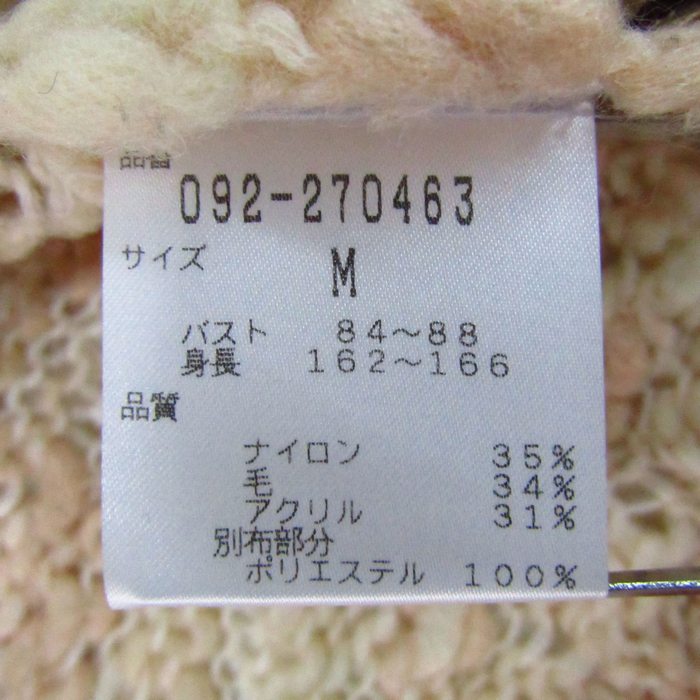 品番
092-270463
サイズ
M
バスト 84～88
身長 162～166
品質
ナイロン 35%
毛 34%
アクリル 31%
別布部分
ポリエステル 100%